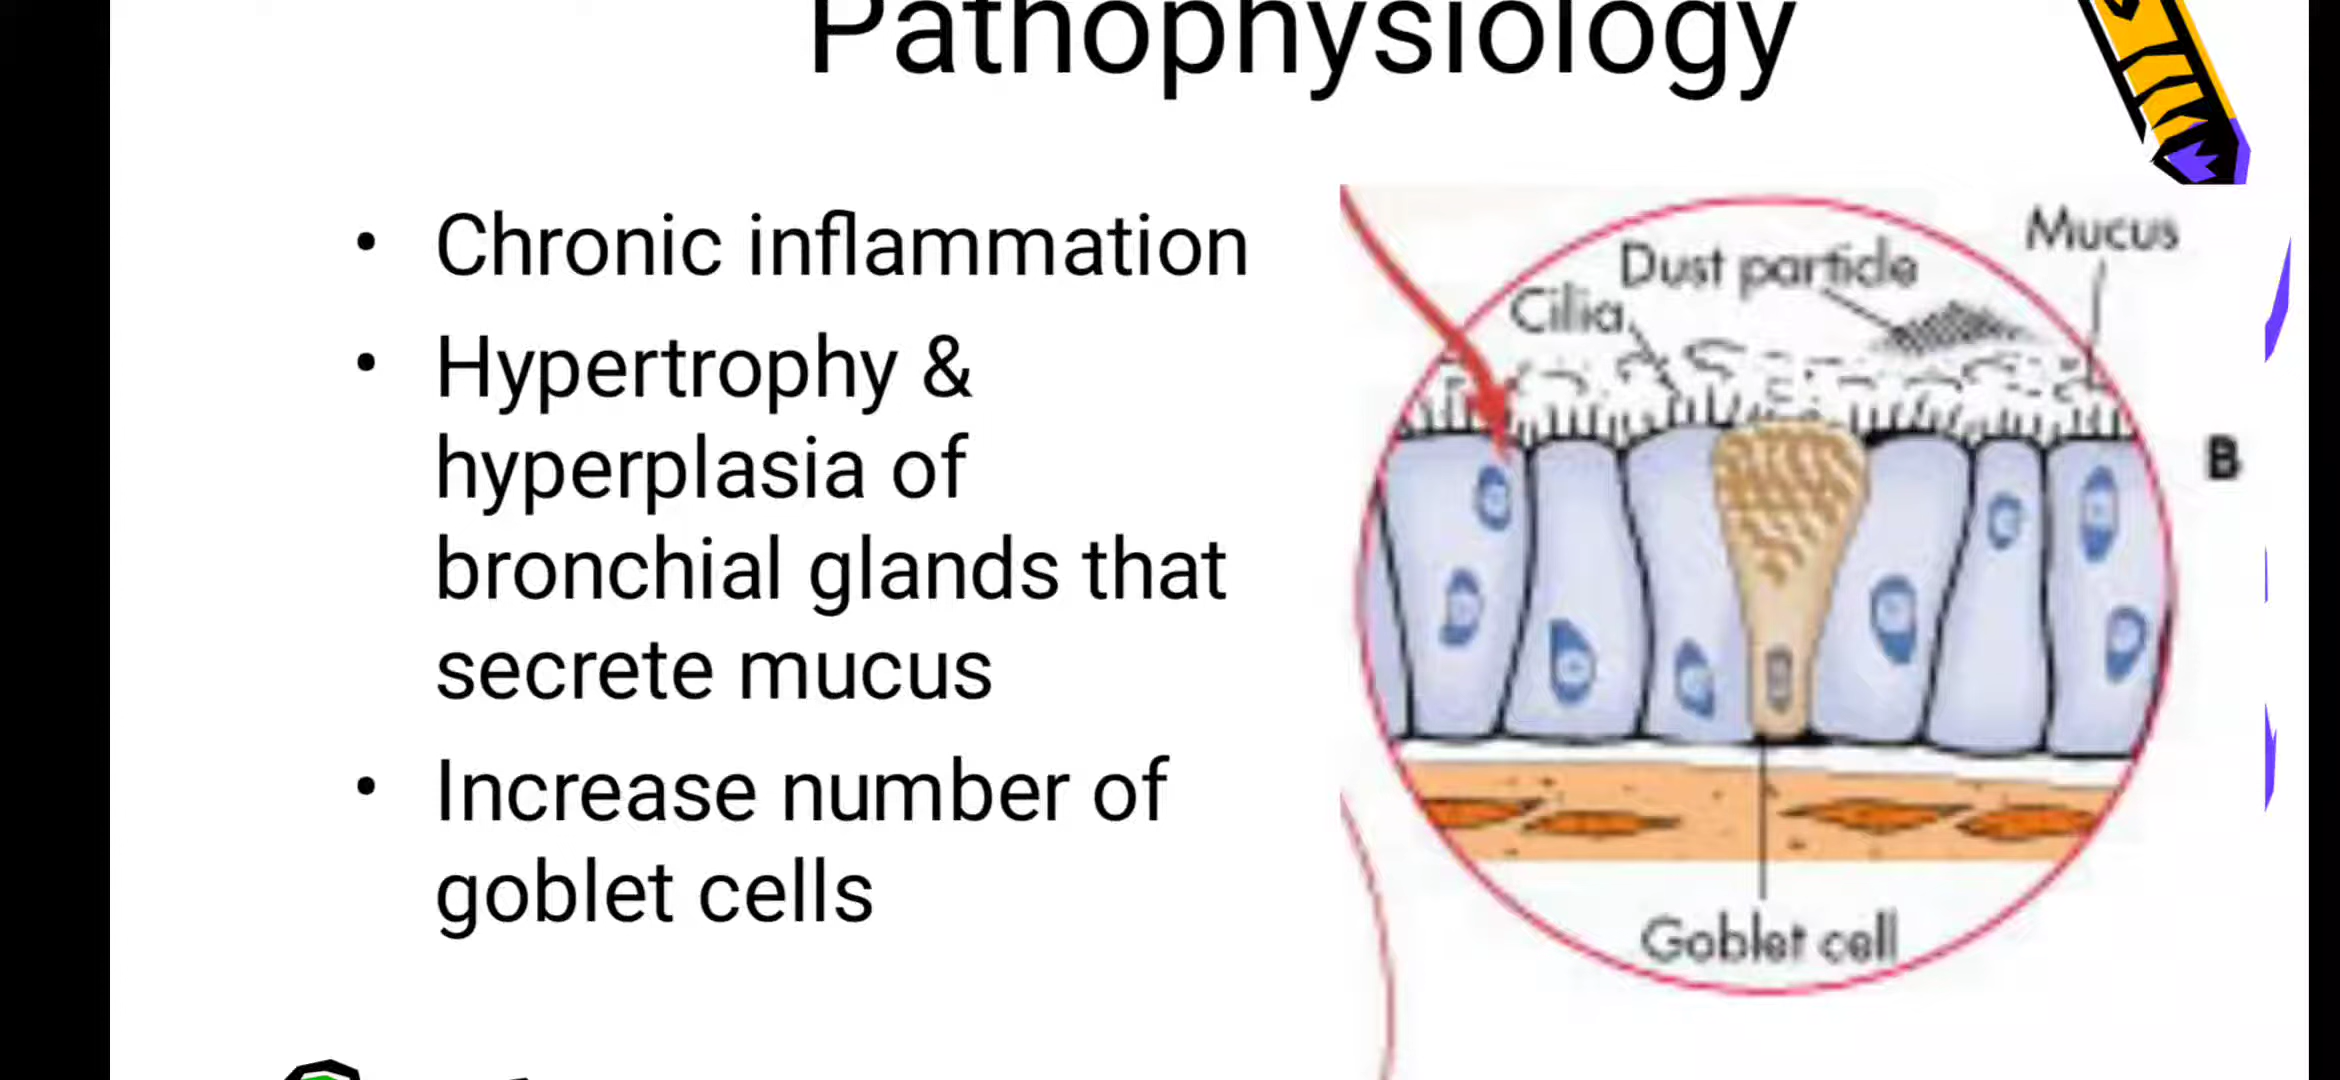 Pathophysiology
• Chronic inflammation
• Hypertrophy &
hyperplasia of
bronchial glands that
secrete mucus
• Increase number of
goblet cells
Mucus
Dust particle
Cilia
B
Goblet cell